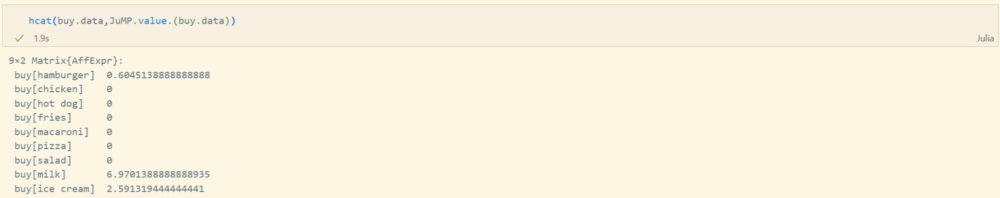 hcat(buy.data,JuMP.value.(buy.data))
✓ 1.9s
Julia
9×2 Matrix{AffExpr}:
buy[hamburger] 0.6045138888888888
buy[chicken] 0
buy[hot dog] 0
buy[fries] 0
buy[macaroni] 0
buy[pizza] 0
buy[salad] 0
buy[milk] 6.9701388888888935
buy[ice cream] 2.591319444444441